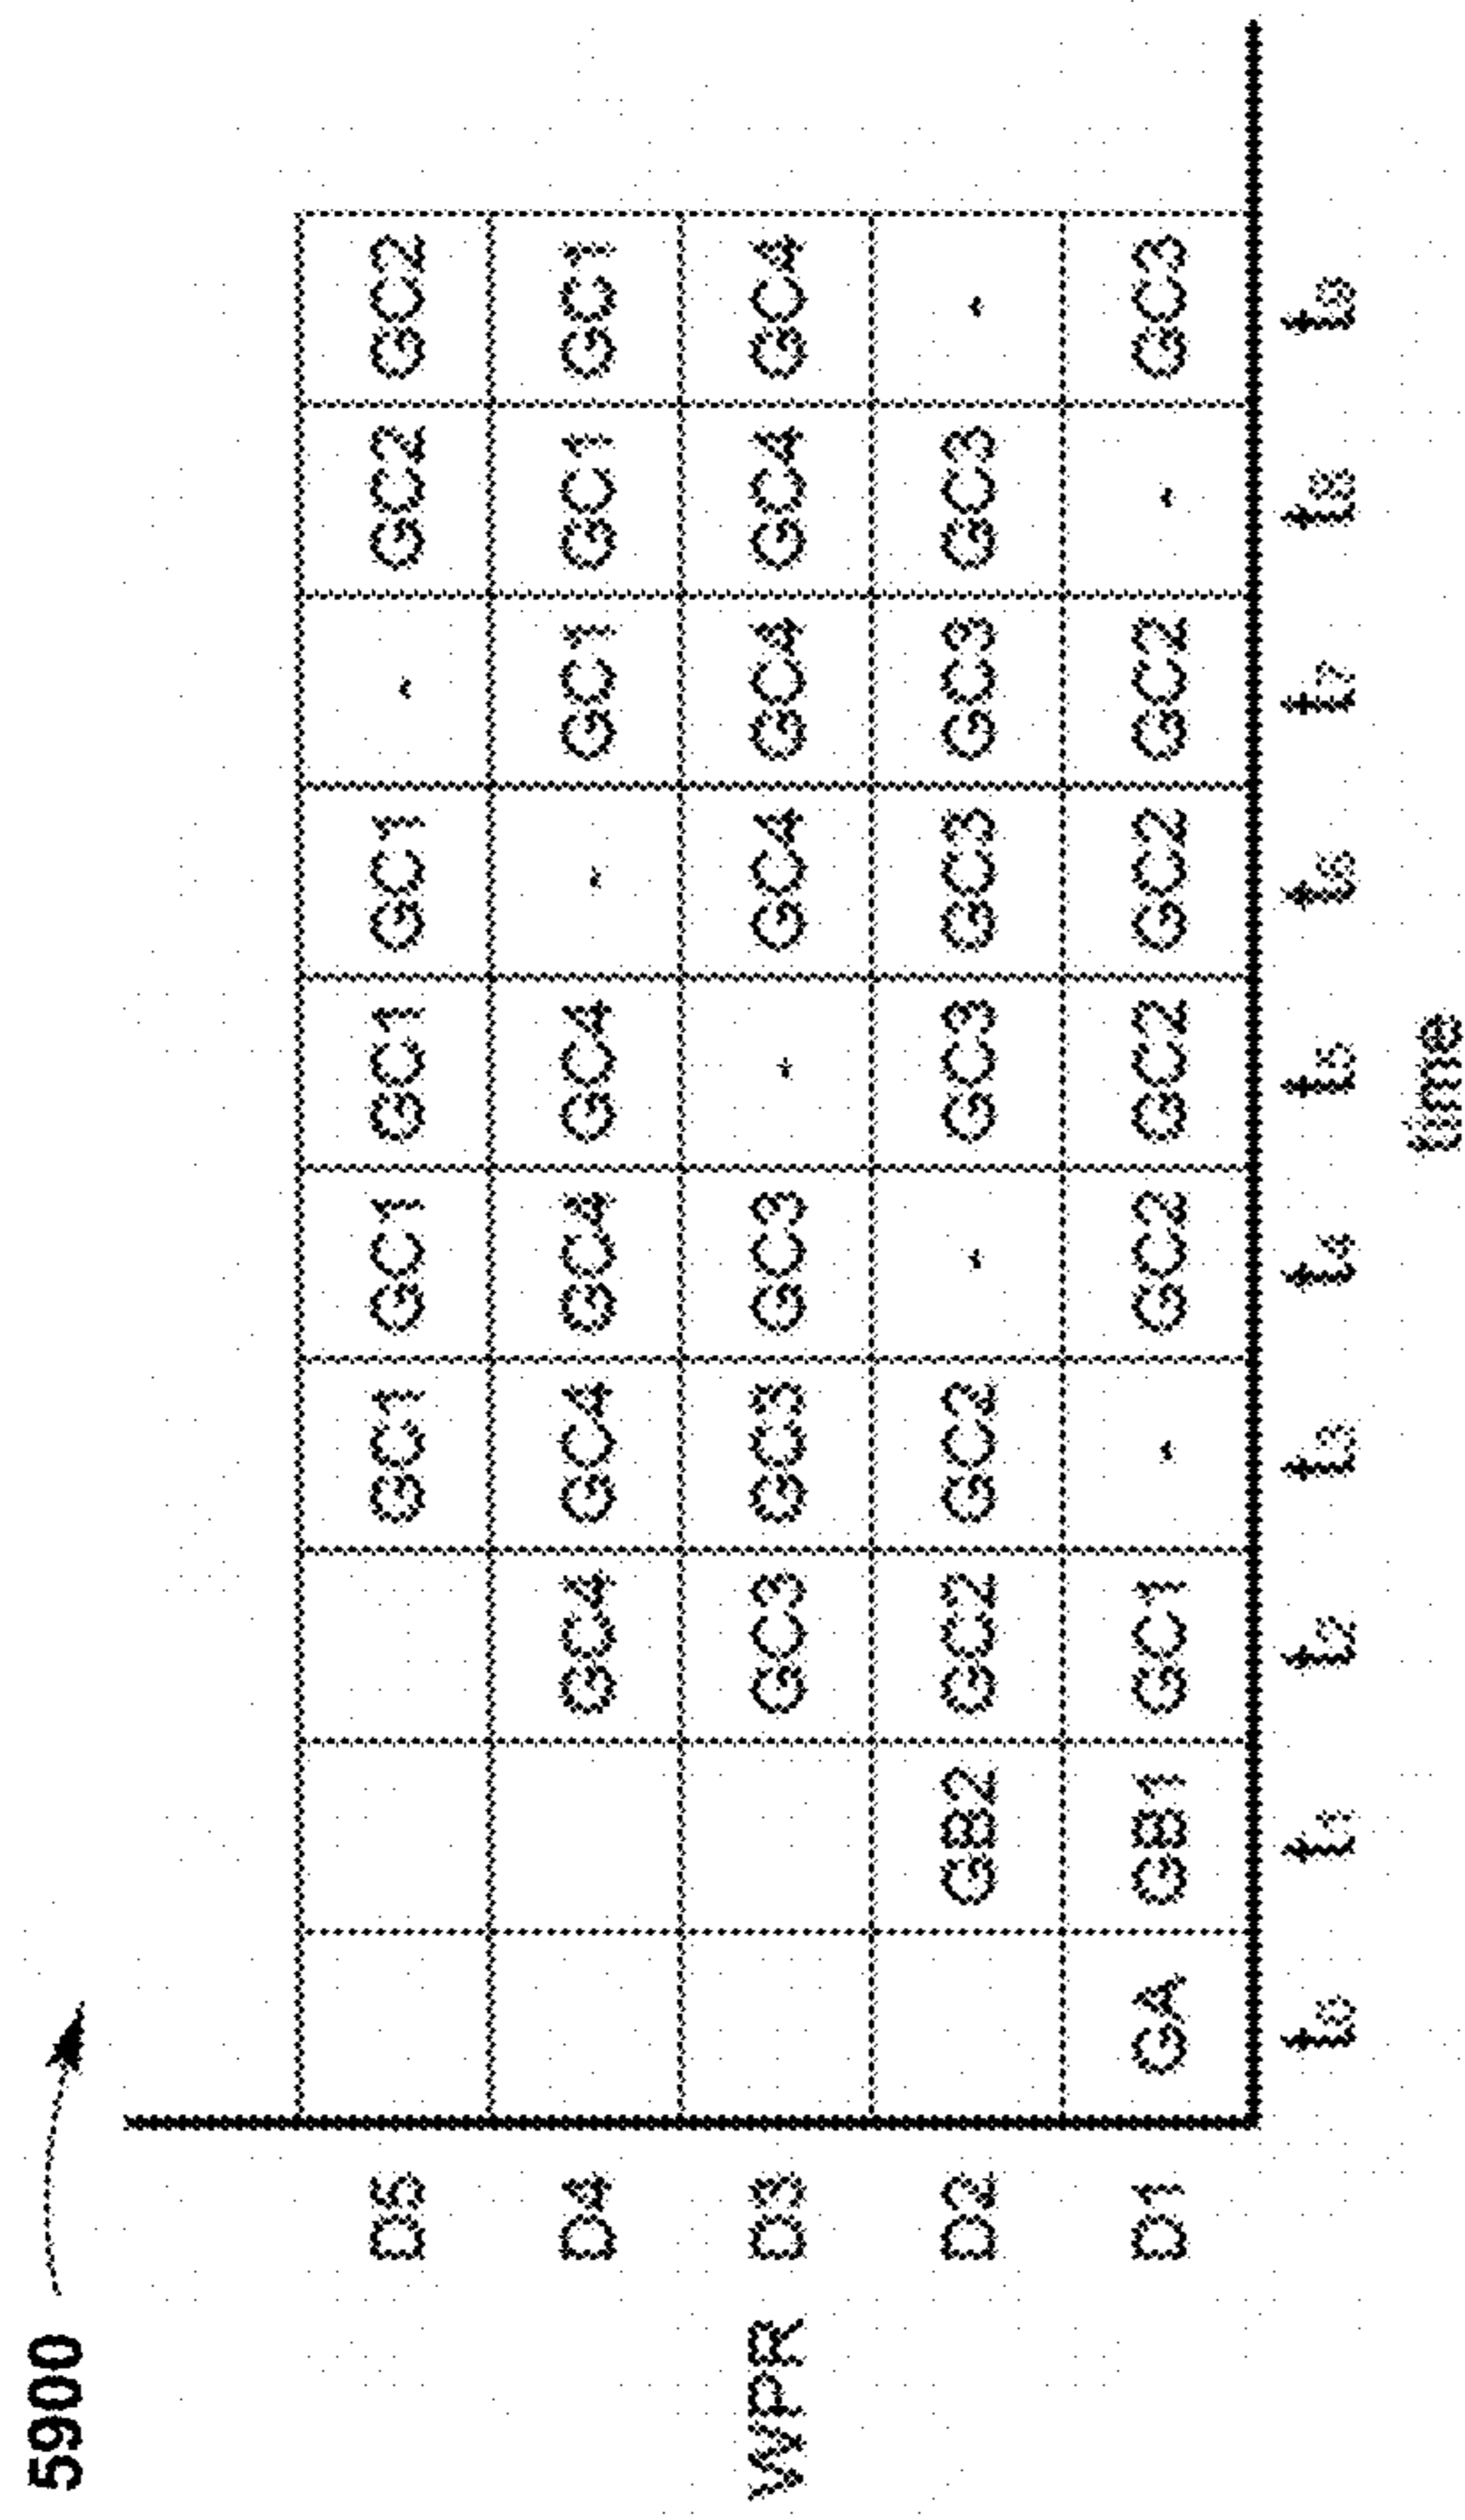 5900
D5 GC1 GC1 GC1 GC1 - GC2 GC2
D4 GC4 GC4 GC4 GC4 - GC1 GC1 GC1
WPR D3 GC3 GC3 GC3 - GC4 GC4 GC4 GC4
D2 GB2 GC2 GC2 - GC3 GC3 GC3 GC3 -
D1 GA GB1 GC1 - GC2 GC2 GC2 GC2 - GC3
t0 t1 t2 t3 t4 t5 t6 t7 t8 t9
time